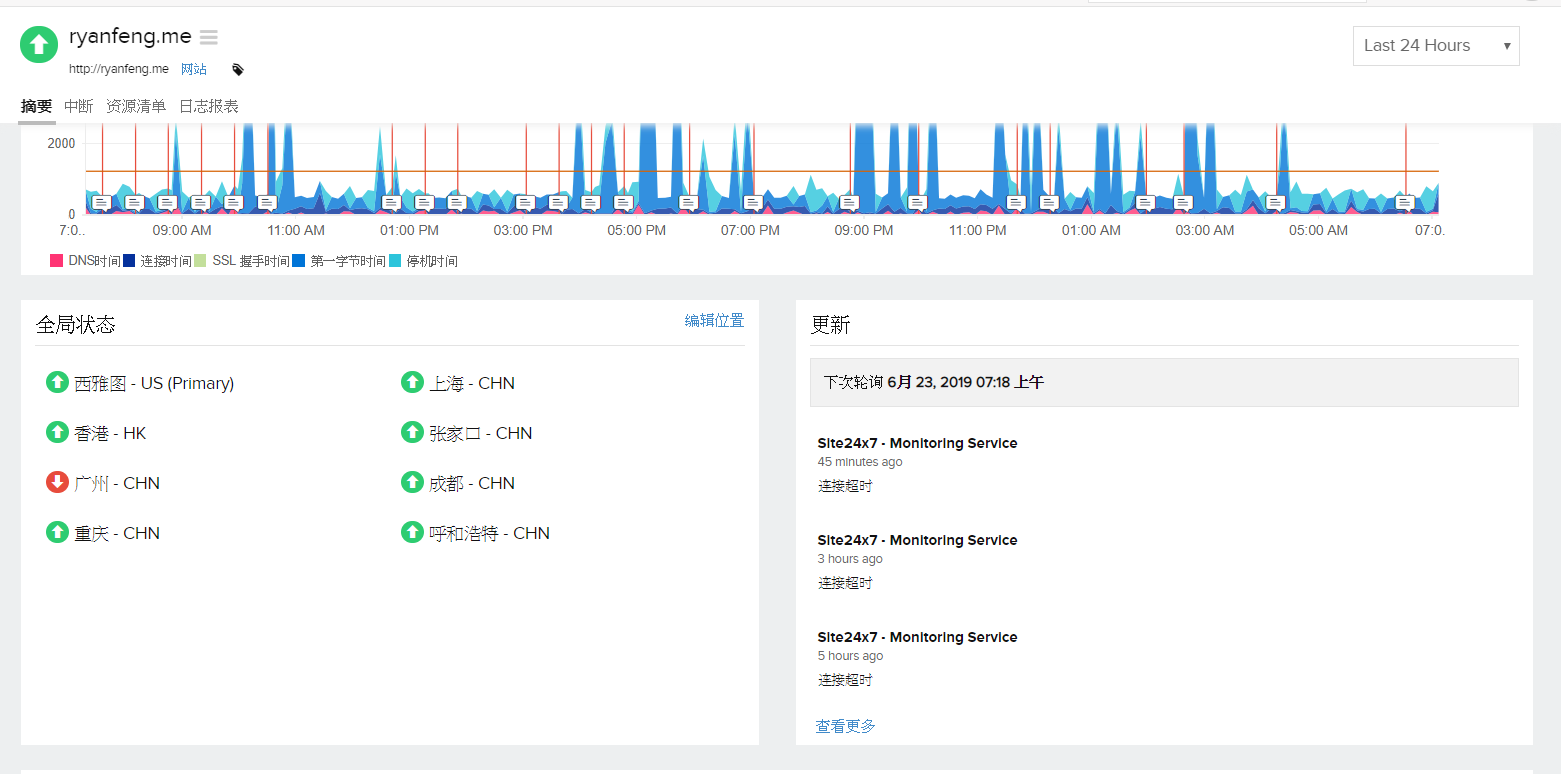 ryanfeng.me
Last 24 Hours
http://ryanfeng.me 网站
摘要 中断 资源清单 日志报表
2000
0
7:0.. 09:00 AM 11:00 AM 01:00 PM 03:00 PM 05:00 PM 07:00 PM 09:00 PM 11:00 PM 01:00 AM 03:00 AM 05:00 AM 07:0.
DNS时间 连接时间 SSL 握手时间 第一字节时间 停机时间
全局状态 编辑位置
西雅图 - US (Primary) 上海 - CHN
香港 - HK 张家口 - CHN
广州 - CHN 成都 - CHN
重庆 - CHN 呼和浩特 - CHN
更新
下次轮询 6月 23, 2019 07:18 上午
Site24x7 - Monitoring Service
45 minutes ago
连接超时
Site24x7 - Monitoring Service
3 hours ago
连接超时
Site24x7 - Monitoring Service
5 hours ago
连接超时
查看更多